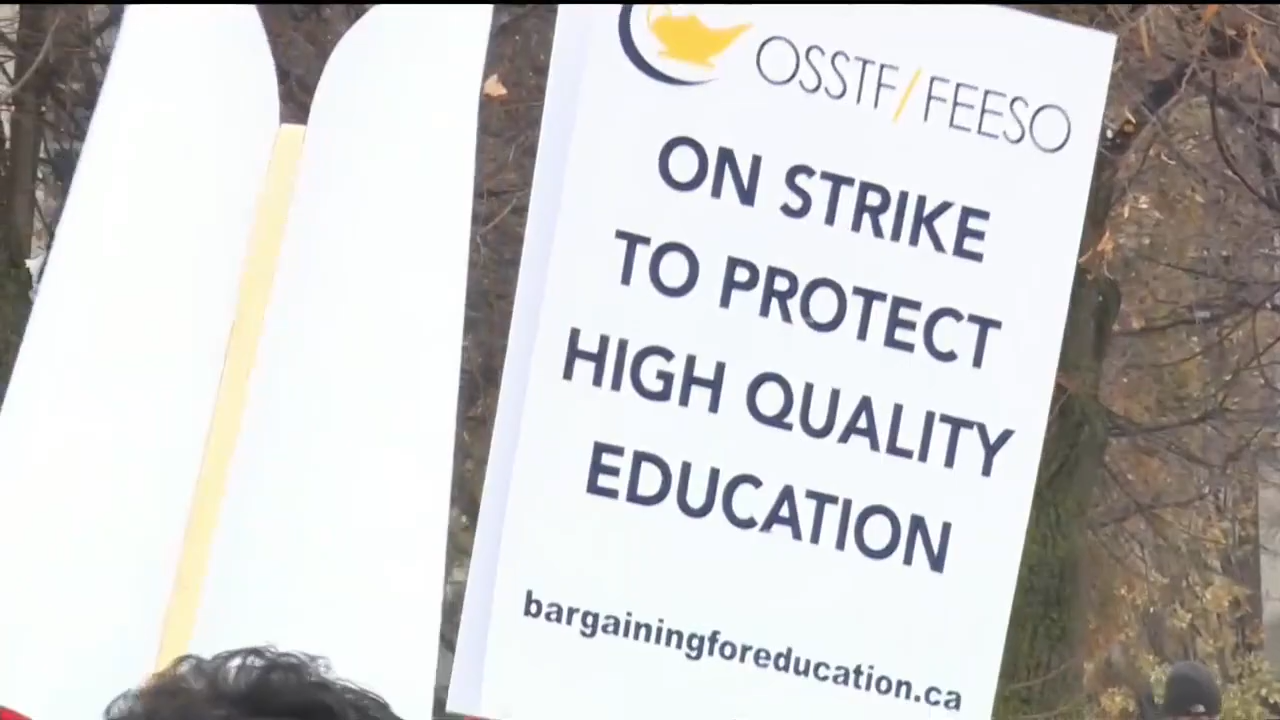 OSSTF/FEESO
ON STRIKE
TO PROTECT
HIGH QUALITY
EDUCATION
bargainingforeducation.ca